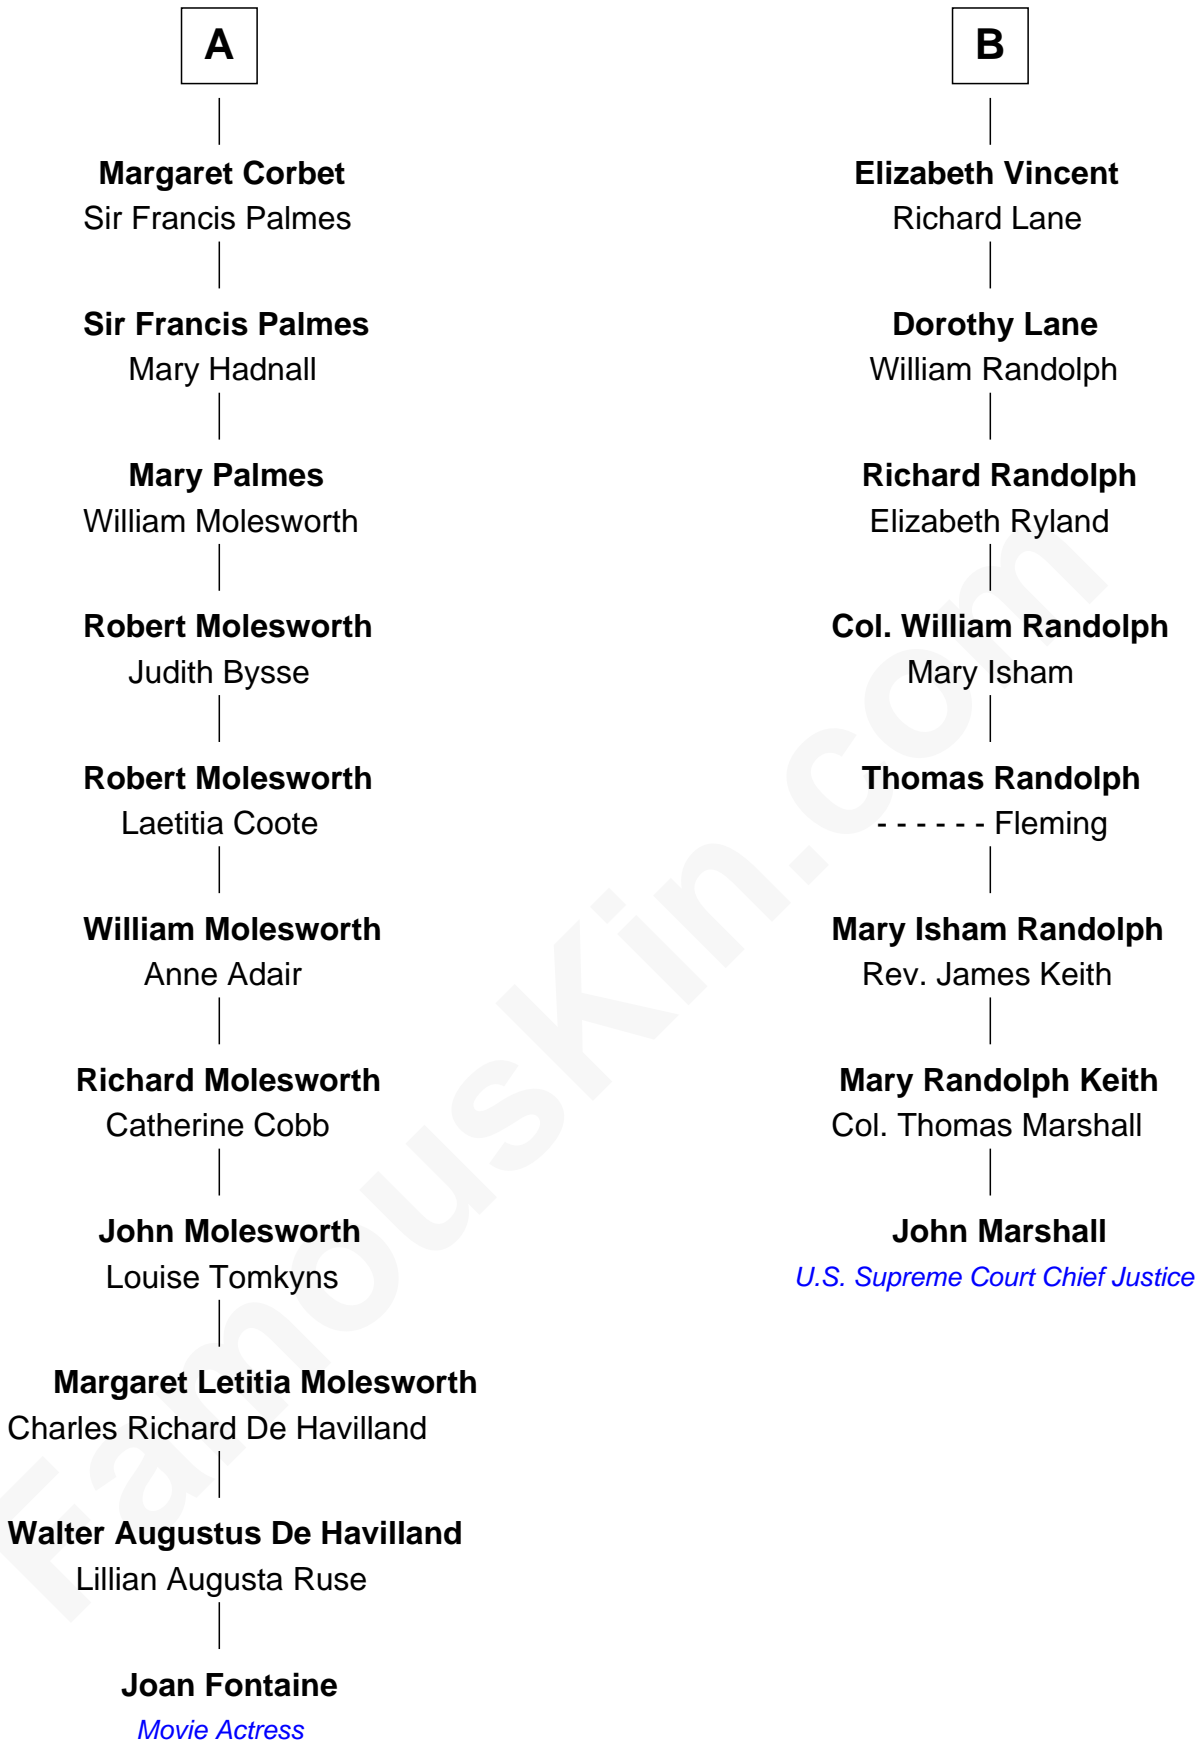 A
Margaret Corbet
Sir Francis Palmes
Sir Francis Palmes
Mary Hadnall
Mary Palmes
William Molesworth
Robert Molesworth
Judith Bysse
Robert Molesworth
Laetitia Coote
William Molesworth
Anne Adair
Richard Molesworth
Catherine Cobb
John Molesworth
Louise Tomkyns
Margaret Letitia Molesworth
Charles Richard De Havilland
Walter Augustus De Havilland
Lillian Augusta Ruse
Joan Fontaine
Movie Actress
B
Elizabeth Vincent
Richard Lane
Dorothy Lane
William Randolph
Richard Randolph
Elizabeth Ryland
Col. William Randolph
Mary Isham
Thomas Randolph
- - - - - - Fleming
Mary Isham Randolph
Rev. James Keith
Mary Randolph Keith
Col. Thomas Marshall
John Marshall
U.S. Supreme Court Chief Justice
FamousKin.com